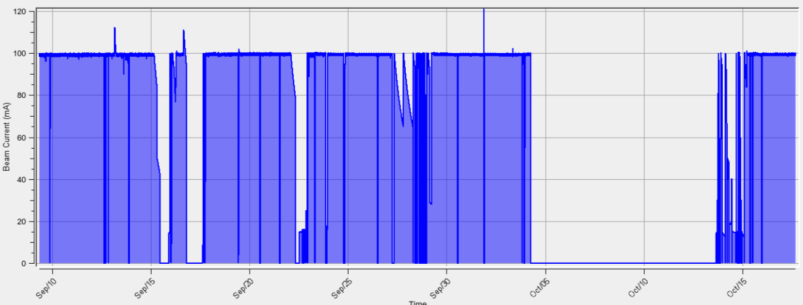 120
100
80
60
40
20
0
Beam Current (mA)
Sep/10
Sep/15
Sep/20
Sep/25
Sep/30
Oct/05
Oct/10
Oct/15
Time